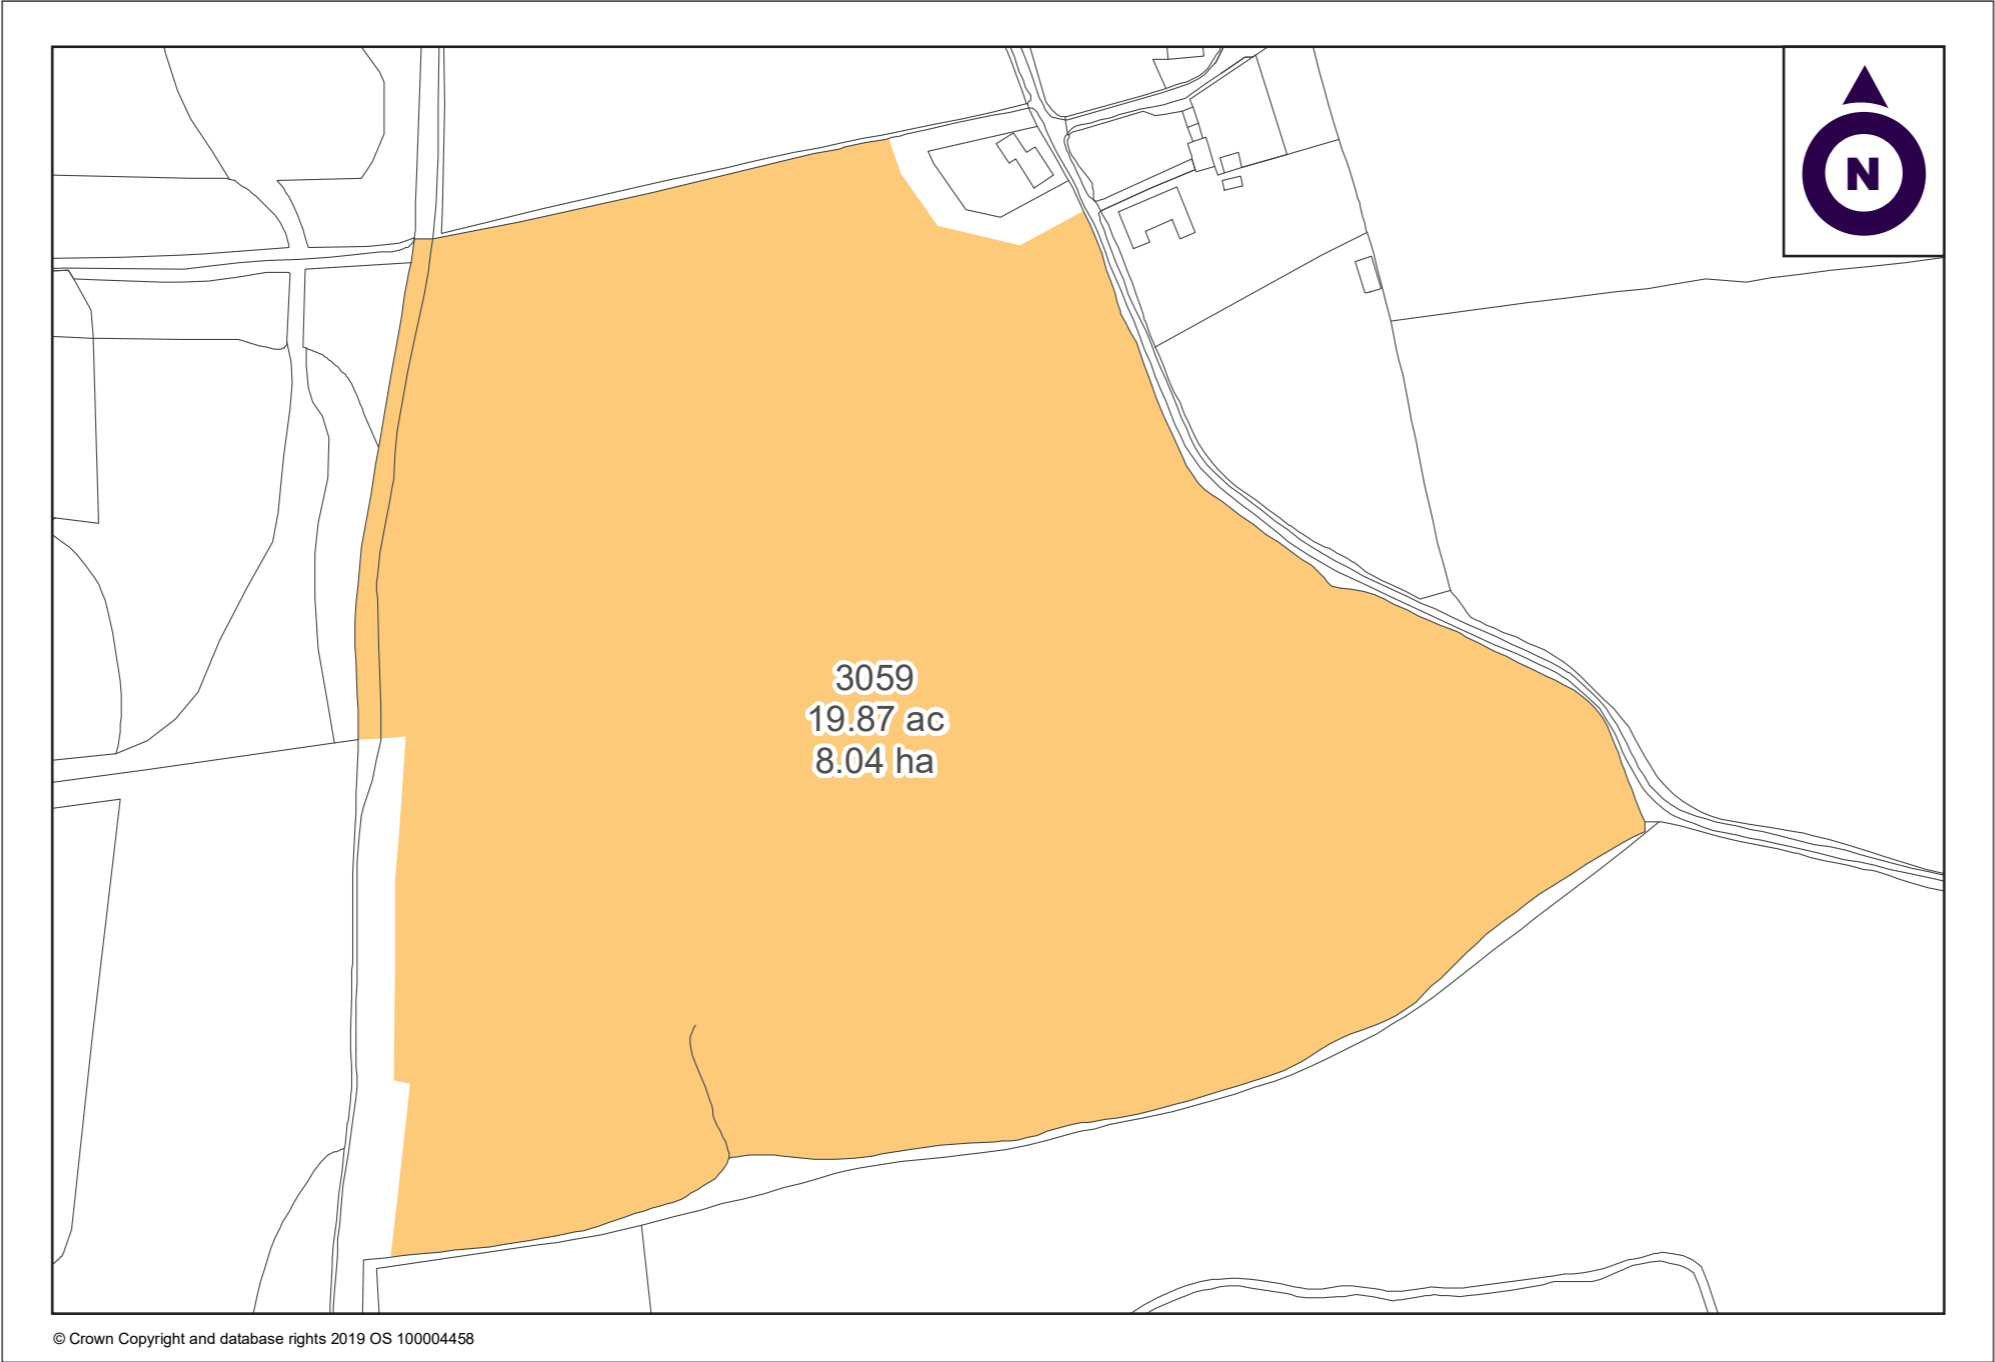 N
3059
19.87 ac
8.04 ha
© Crown Copyright and database rights 2019 OS 100004458